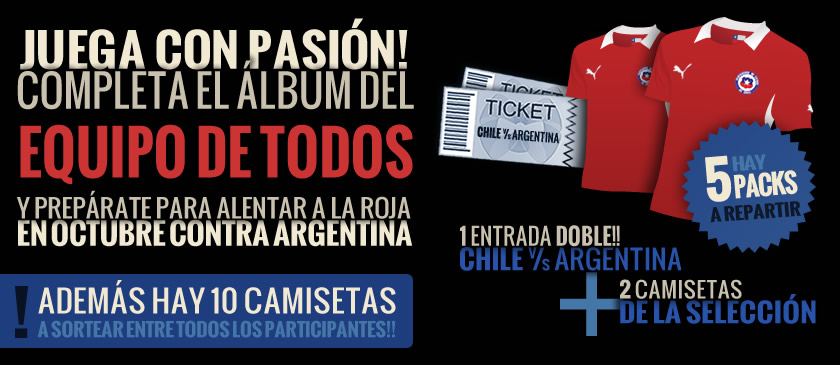 JUEGA CON PASIÓN!
COMPLETA EL ÁLBUM DEL
EQUIPO DE TODOS
Y PREPÁRATE PARA ALENTAR A LA ROJA
EN OCTUBRE CONTRA ARGENTINA
! ADEMÁS HAY 10 CAMISETAS
A SORTEAR ENTRE TODOS LOS PARTICIPANTES!!
TICKET
TICKET
CHILE V/s ARGENTINA
5 HAY
PACKS
A REPARTIR
1 ENTRADA DOBLE!!
CHILE V/s ARGENTINA
+ 2 CAMISETAS
DE LA SELECCIÓN